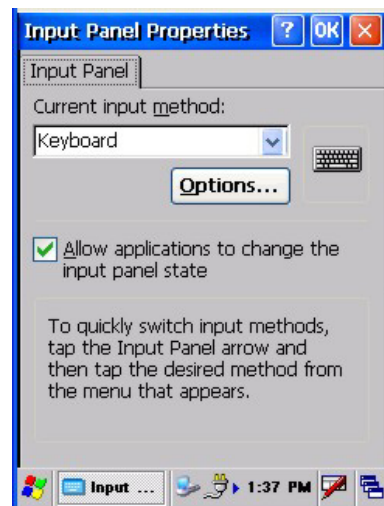 Input Panel Properties ? OK X
Input Panel
Current input method:
Keyboard
Options...
Allow applications to change the
input panel state
To quickly switch input methods,
tap the Input Panel arrow and
then tap the desired method from
the menu that appears.
Input ... 1:37 PM